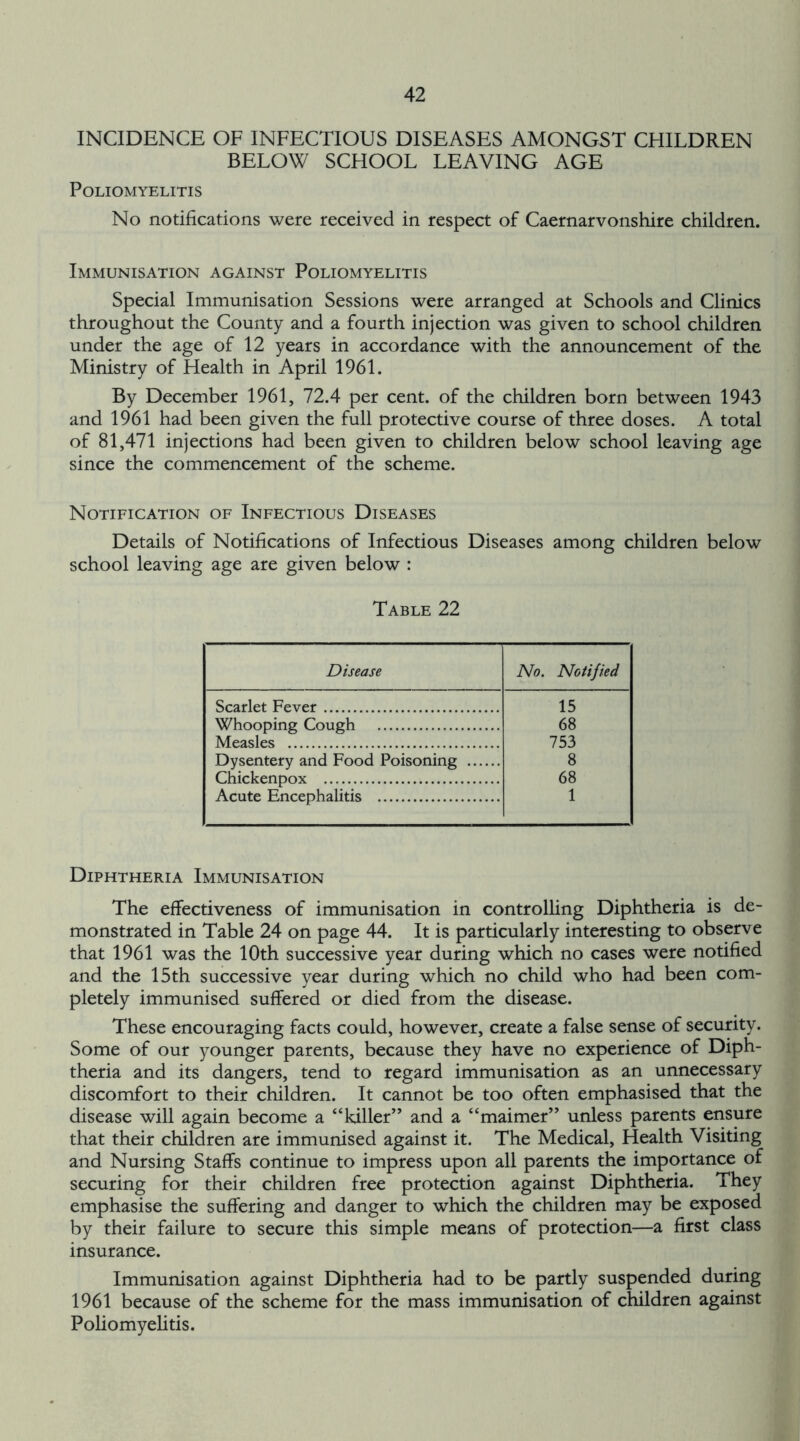 42
INCIDENCE OF INFECTIOUS DISEASES AMONGST CHILDREN
BELOW SCHOOL LEAVING AGE
Poliomyelitis
No notifications were received in respect of Caernarvonshire children.
Immunisation against Poliomyelitis
Special Immunisation Sessions were arranged at Schools and Clinics
throughout the County and a fourth injection was given to school children
under the age of 12 years in accordance with the announcement of the
Ministry of Health in April 1961.
By December 1961, 72.4 per cent. of the children born between 1943
and 1961 had been given the full protective course of three doses. A total
of 81,471 injections had been given to children below school leaving age
since the commencement of the scheme.
Notification of Infectious Diseases
Details of Notifications of Infectious Diseases among children below
school leaving age are given below :
Table 22
Disease No. Notified
Scarlet Fever ................................ 15
Whooping Cough ...................... 68
Measles ...................................... 753
Dysentery and Food Poisoning ...... 8
Chickenpox ................................ 68
Acute Encephalitis ...................... 1
Diphtheria Immunisation
The effectiveness of immunisation in controlling Diphtheria is de-
monstrated in Table 24 on page 44. It is particularly interesting to observe
that 1961 was the 10th successive year during which no cases were notified
and the 15th successive year during which no child who had been com-
pletely immunised suffered or died from the disease.
These encouraging facts could, however, create a false sense of security.
Some of our younger parents, because they have no experience of Diph-
theria and its dangers, tend to regard immunisation as an unnecessary
discomfort to their children. It cannot be too often emphasised that the
disease will again become a “killer” and a “maimer” unless parents ensure
that their children are immunised against it. The Medical, Health Visiting
and Nursing Staffs continue to impress upon all parents the importance of
securing for their children free protection against Diphtheria. They
emphasise the suffering and danger to which the children may be exposed
by their failure to secure this simple means of protection—a first class
insurance.
Immunisation against Diphtheria had to be partly suspended during
1961 because of the scheme for the mass immunisation of children against
Poliomyelitis.